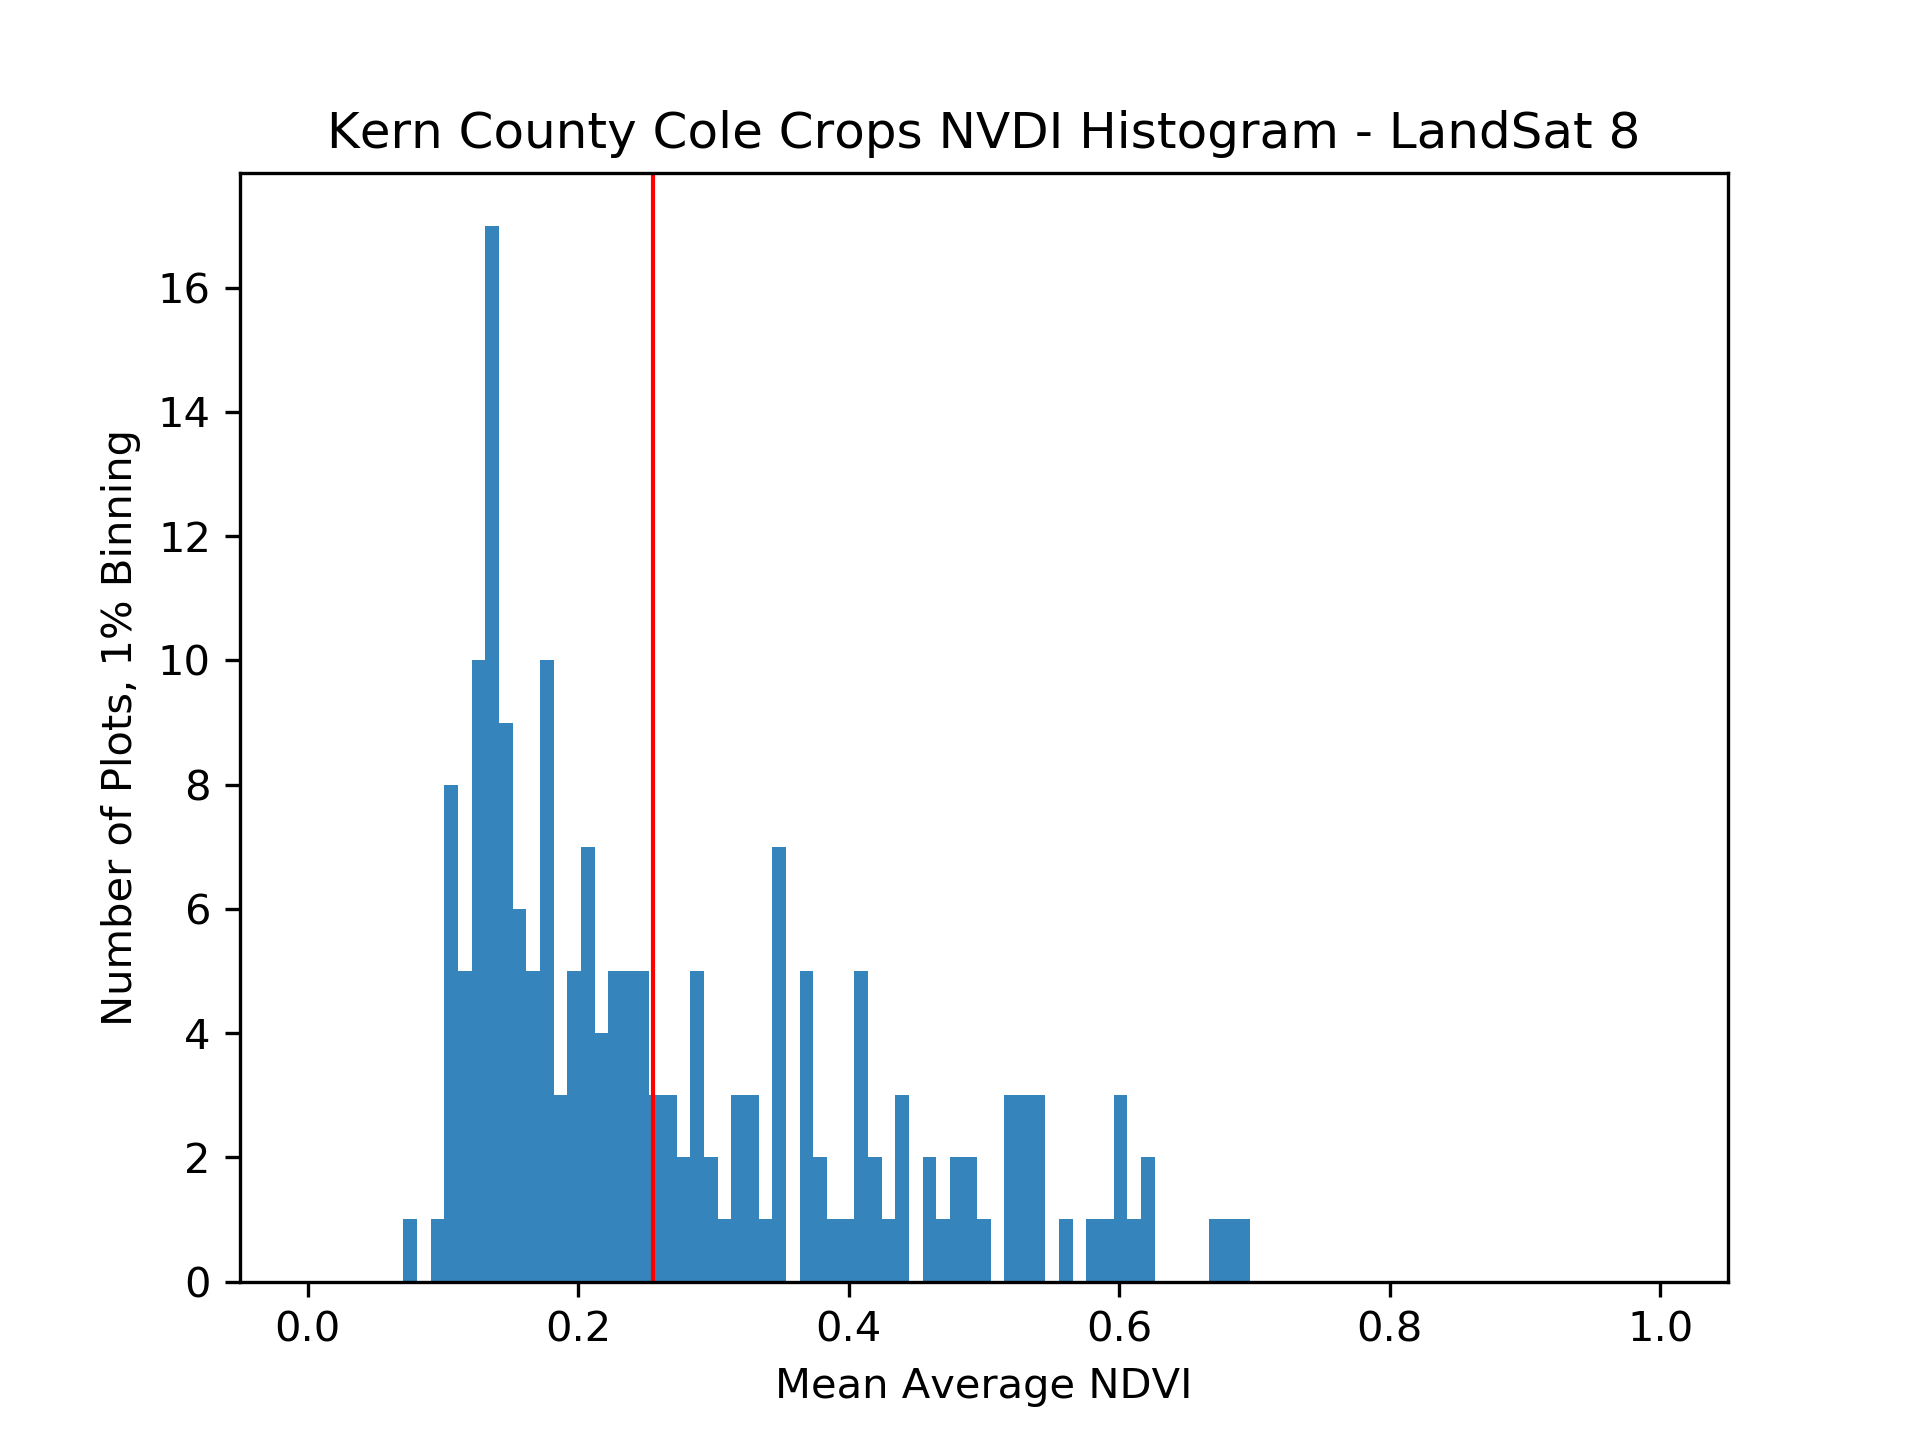 Kern County Cole Crops NVDI Histogram - LandSat 8
16
14
12
10
8
6
4
2
0
Number of Plots, 1% Binning
0.0 0.2 0.4 0.6 0.8 1.0
Mean Average NDVI